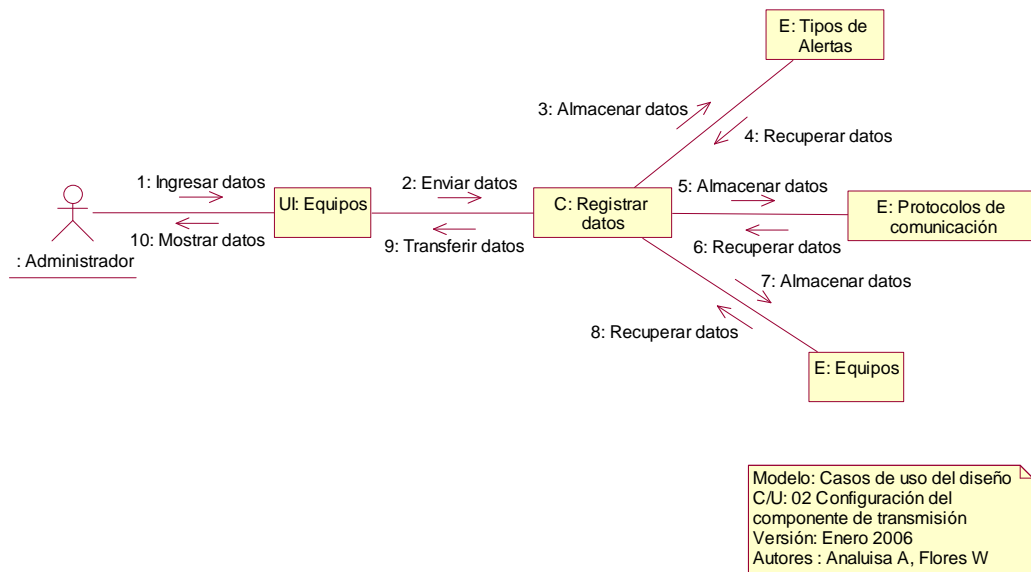 E: Tipos de
Alertas
3: Almacenar datos
4: Recuperar datos
1: Ingresar datos
2: Enviar datos
5: Almacenar datos
UI: Equipos
C: Registrar
datos
E: Protocolos de
comunicación
10: Mostrar datos
9: Transferir datos
6: Recuperar datos
: Administrador
7: Almacenar datos
8: Recuperar datos
E: Equipos
Modelo: Casos de uso del diseño
C/U: 02 Configuración del
componente de transmisión
Versión: Enero 2006
Autores : Analuisa A, Flores W